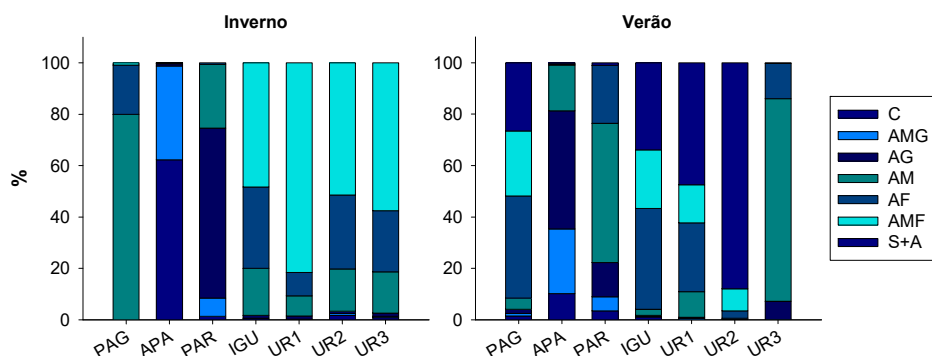 Inverno
Verão
%
100
80
60
40
20
0
PAG APA PAR IGU UR1 UR2 UR3
100
80
60
40
20
0
PAG APA PAR IGU UR1 UR2 UR3
C
AMG
AG
AM
AF
AMF
S+A